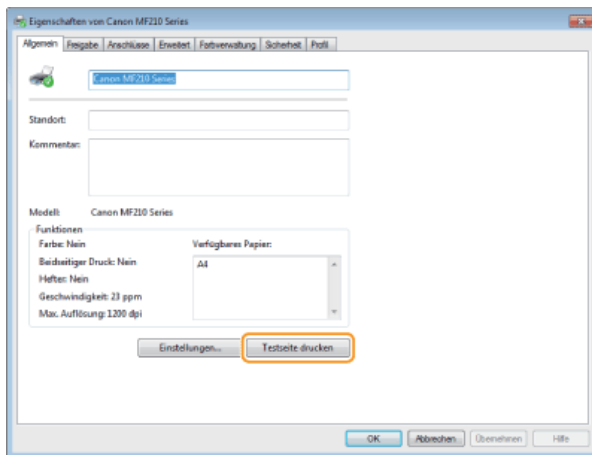 Eigenschaften von Canon MF210 Series
Allgemein Freigabe Anschlüsse Erweitert Farbverwaltung Sicherheit Profil
Canon MF210 Series
Standort:
Kommentar:
Modell: Canon MF210 Series
Funktionen
Farbe: Nein Verfügbares Papier:
Beidseitiger Druck: Nein A4
Hefter: Nein
Geschwindigkeit: 23 ppm
Max. Auflösung: 1200 dpi
Einstellungen... Testseite drucken
OK Abbrechen Übernehmen Hilfe